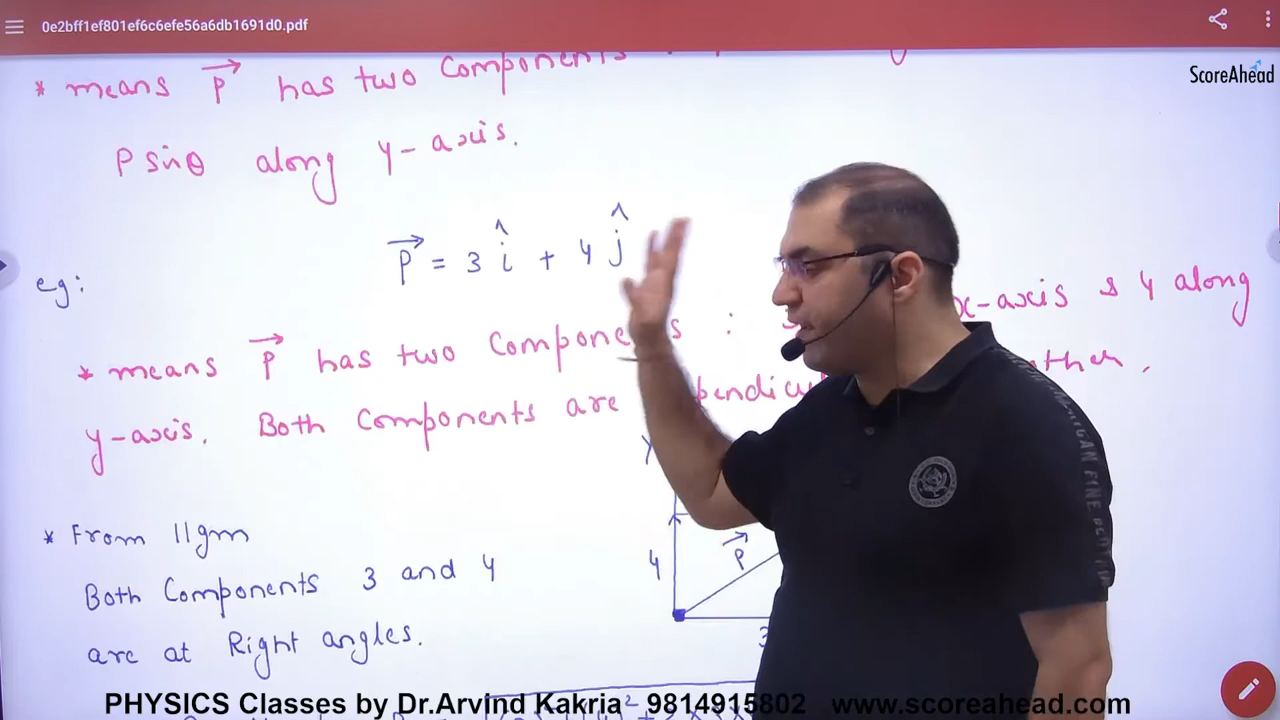 0e2bff1ef801ef6c6efe56a6db1691d0.pdf
ScoreAhead
* means P has two Components
P sinθ along y-axis.
eg: P = 3 i + 4 j
* means P has two Components : x-axis & 4 along
y-axis. Both Components are
* From ||gm
Both Components 3 and 4
are at Right angles.
Y
4
P
3
PHYSICS Classes by Dr.Arvind Kakria- 9814915802 www.scoreahead.com